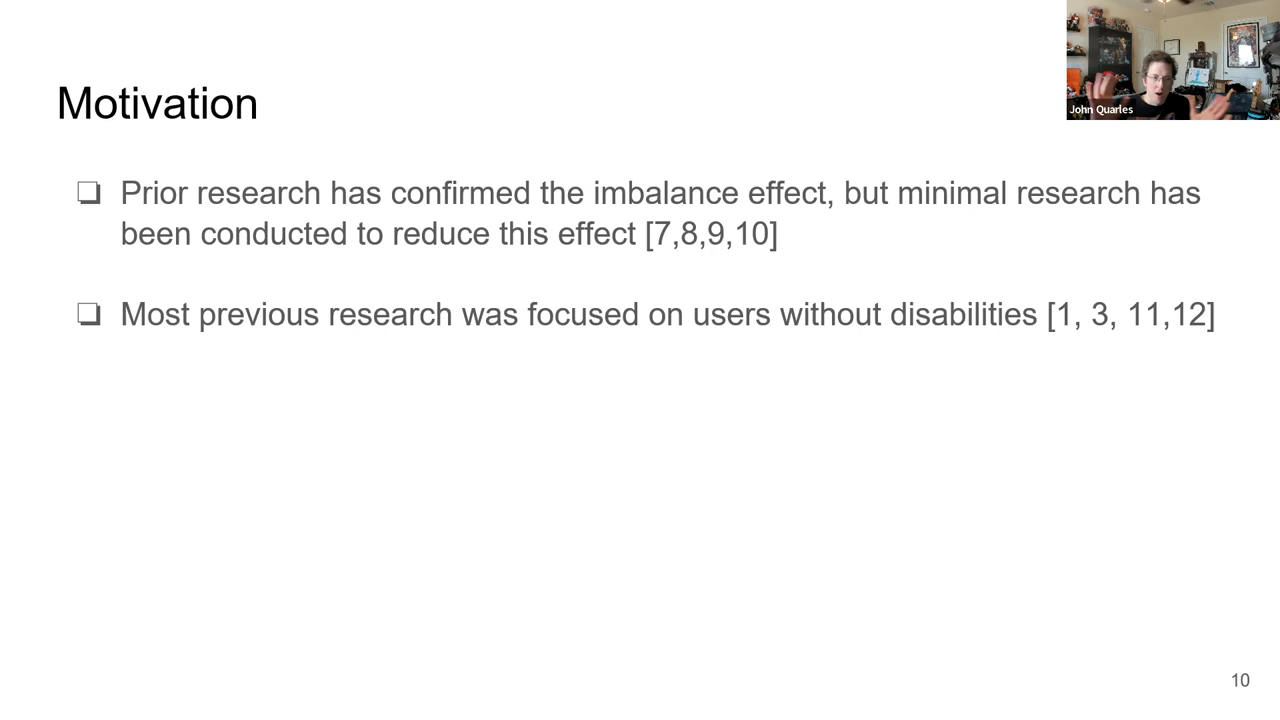 John Quarles
Motivation
❏ Prior research has confirmed the imbalance effect, but minimal research has
been conducted to reduce this effect [7,8,9,10]
❏ Most previous research was focused on users without disabilities [1, 3, 11,12]
10